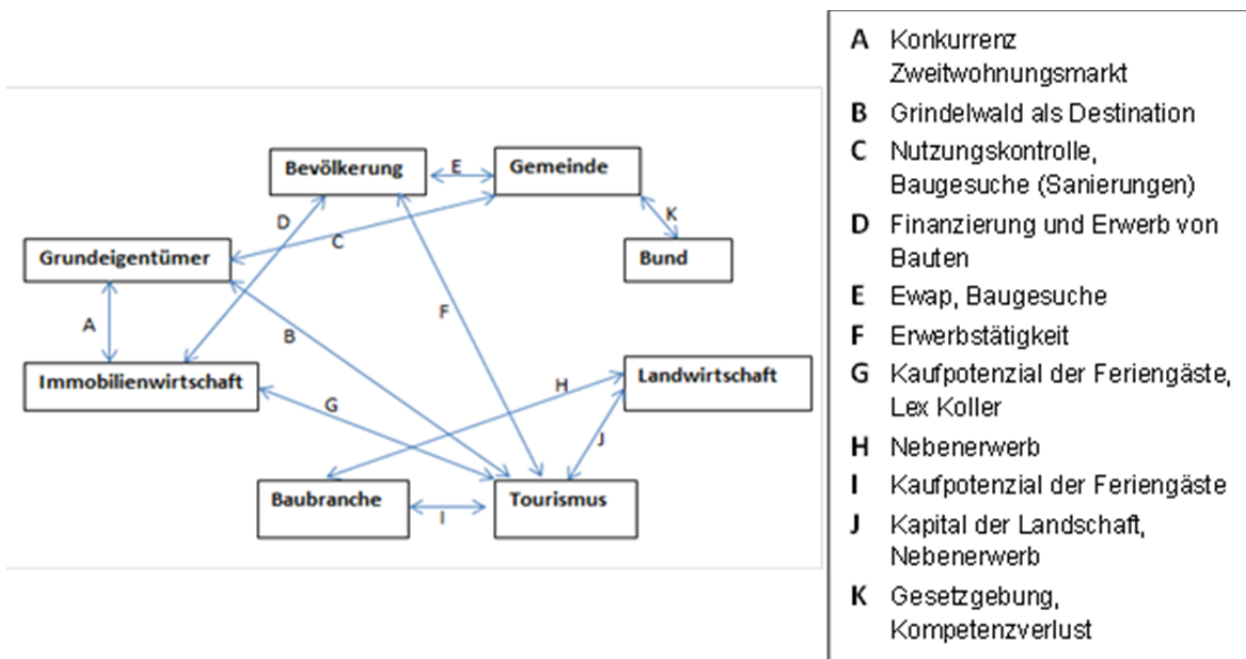 Bevölkerung
E
Gemeinde
D
C
K
Grundeigentümer
Bund
A
B
F
Immobilienwirtschaft
G
H
Landwirtschaft
J
Baubranche
I
Tourismus
A Konkurrenz
Zweitwohnungsmarkt
B Grindelwald als Destination
C Nutzungskontrolle,
Baugesuche (Sanierungen)
D Finanzierung und Erwerb von
Bauten
E Ewap, Baugesuche
F Erwerbstätigkeit
G Kaufpotenzial der Feriengäste,
Lex Koller
H Nebenerwerb
I Kaufpotenzial der Feriengäste
J Kapital der Landschaft,
Nebenerwerb
K Gesetzgebung,
Kompetenzverlust